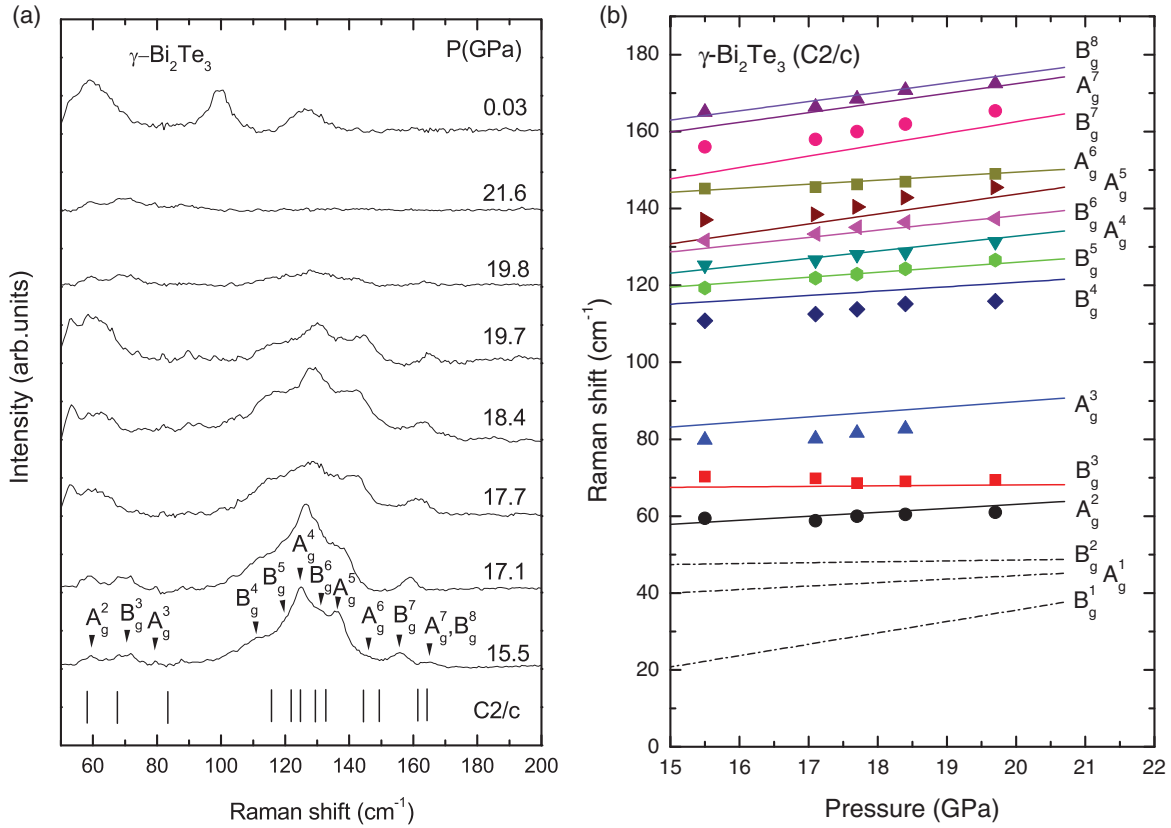 (a)
γ–Bi₂Te₃
P(GPa)
0.03
21.6
19.8
19.7
18.4
17.7
17.1
A⁴g
B⁴g B⁵g B⁶g A⁵g
A²g B³g A³g A⁶g B⁷g A⁷g,B⁸g
15.5
C2/c
60 80 100 120 140 160 180 200
Raman shift (cm⁻¹)
Intensity (arb.units)
(b)
γ-Bi₂Te₃ (C2/c)
B⁸g
A⁷g
B⁷g
A⁶g
A⁵g
B⁶g
A⁴g
B⁵g
B⁴g
A³g
B³g
A²g
B²g
A¹g
B¹g
180
160
140
120
100
80
60
40
20
0
15 16 17 18 19 20 21 22
Pressure (GPa)
Raman shift (cm⁻¹)